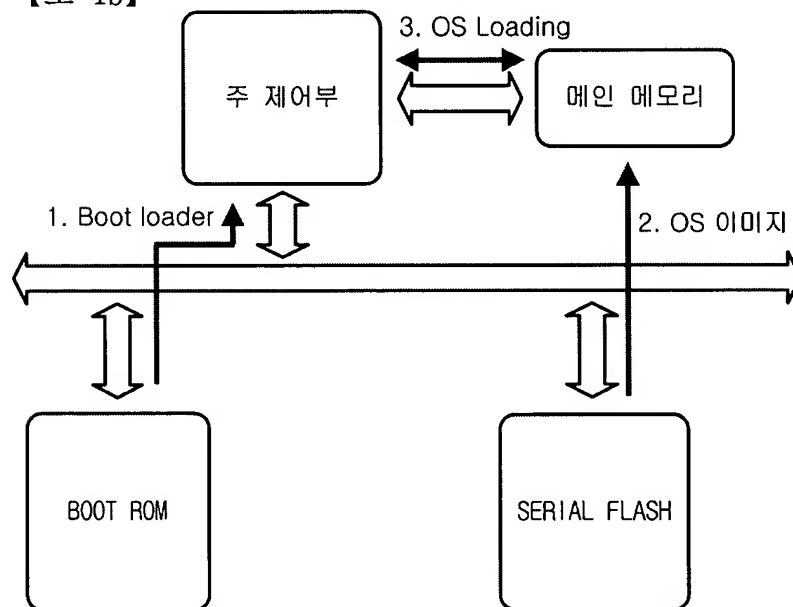 3. OS Loading
주 제어부
메인 메모리
1. Boot loader
2. OS 이미지
BOOT ROM
SERIAL FLASH